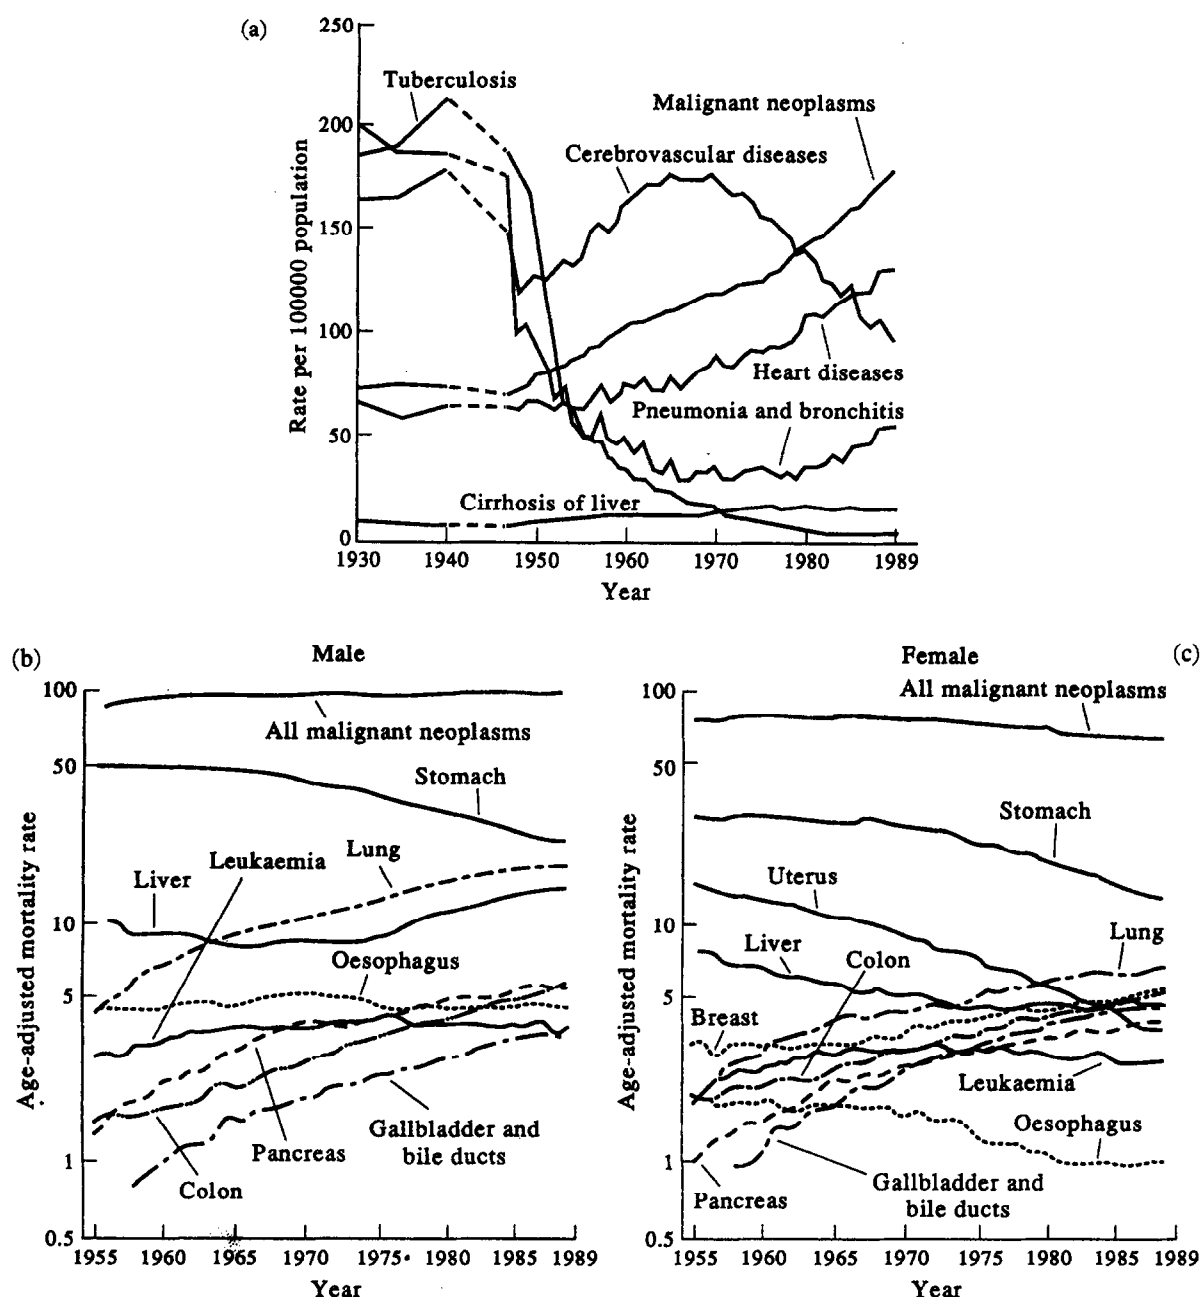 (a)
250
200
150
100
50
0
Rate per 100000 population
Tuberculosis
Malignant neoplasms
Cerebrovascular diseases
Heart diseases
Pneumonia and bronchitis
Cirrhosis of liver
1930 1940 1950 1960 1970 1980 1989
Year
(b)
Male
100
50
10
5
1
0.5
Age-adjusted mortality rate
All malignant neoplasms
Stomach
Leukaemia
Lung
Liver
Oesophagus
Gallbladder and
bile ducts
Pancreas
Colon
1955 1960 1965 1970 1975 1980 1985 1989
Year
Female
(c)
100
50
10
5
1
0.5
Age-adjusted mortality rate
All malignant neoplasms
Stomach
Uterus
Liver
Colon
Lung
Breast
Leukaemia
Oesophagus
Gallbladder and
bile ducts
Pancreas
1955 1960 1965 1970 1975 1980 1985 1989
Year